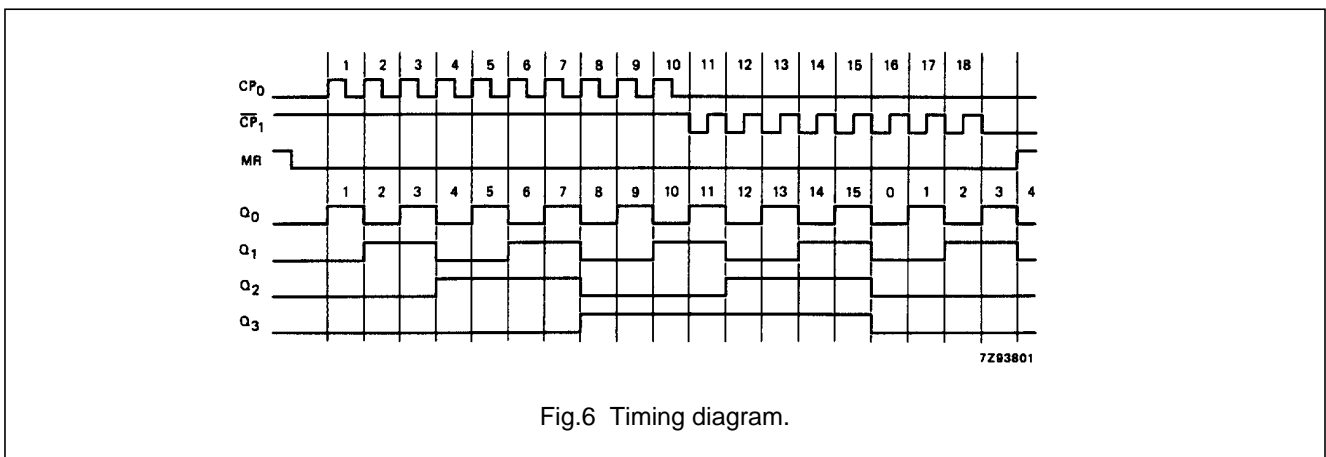 1 2 3 4 5 6 7 8 9 10 11 12 13 14 15 16 17 18
CP0
CP1
MR
1 2 3 4 5 6 7 8 9 10 11 12 13 14 15 0 1 2 3 4
Q0
Q1
Q2
Q3
7Z93801
Fig.6 Timing diagram.